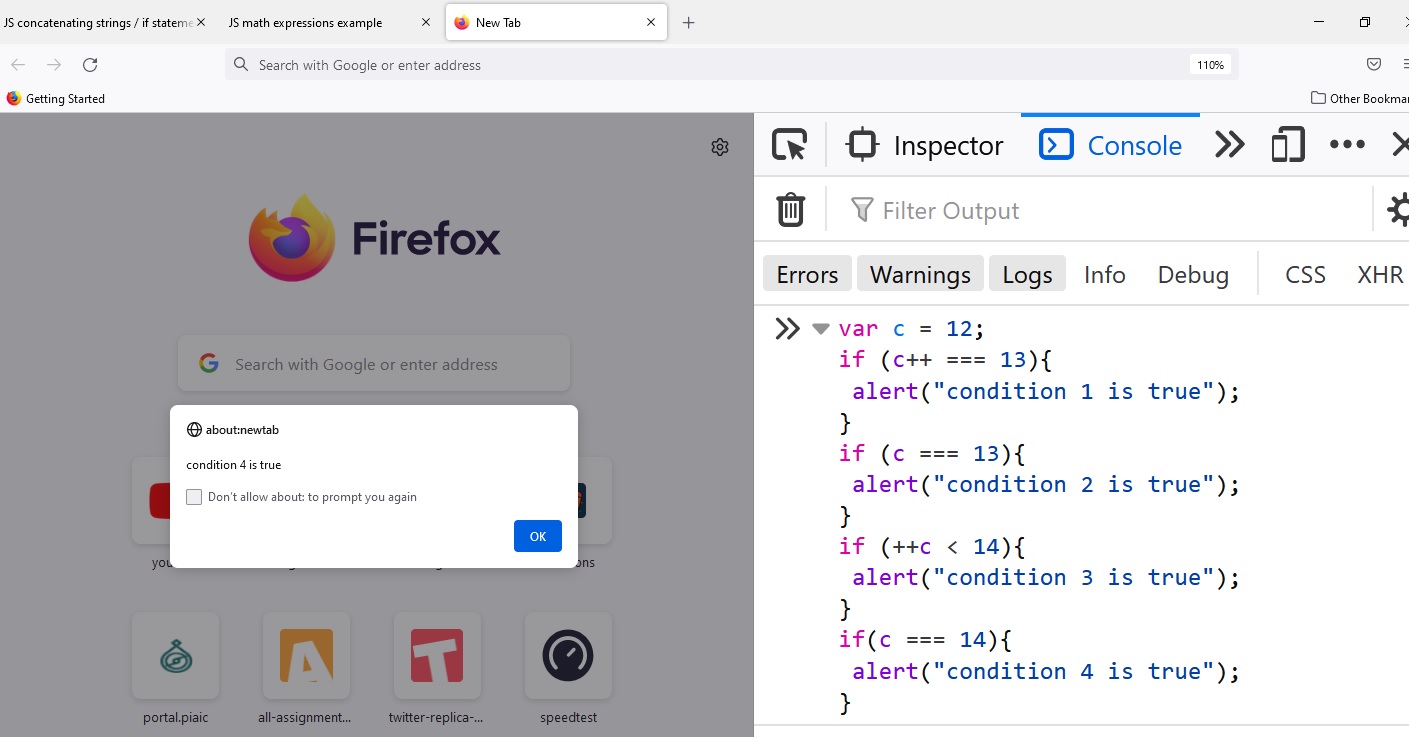 JS concatenating strings / if stateme
JS math expressions example
New Tab
Search with Google or enter address
110%
Getting Started
Other Bookmar
Firefox
Search with Google or enter address
about:newtab
condition 4 is true
Don't allow about: to prompt you again
OK
you
ons
portal.piaic
all-assignment...
twitter-replica-...
speedtest
Inspector
Console
Filter Output
Errors
Warnings
Logs
Info
Debug
CSS
XHR
var c = 12;
if (c++ === 13){
alert("condition 1 is true");
}
if (c === 13){
alert("condition 2 is true");
}
if (++c < 14){
alert("condition 3 is true");
}
if(c === 14){
alert("condition 4 is true");
}